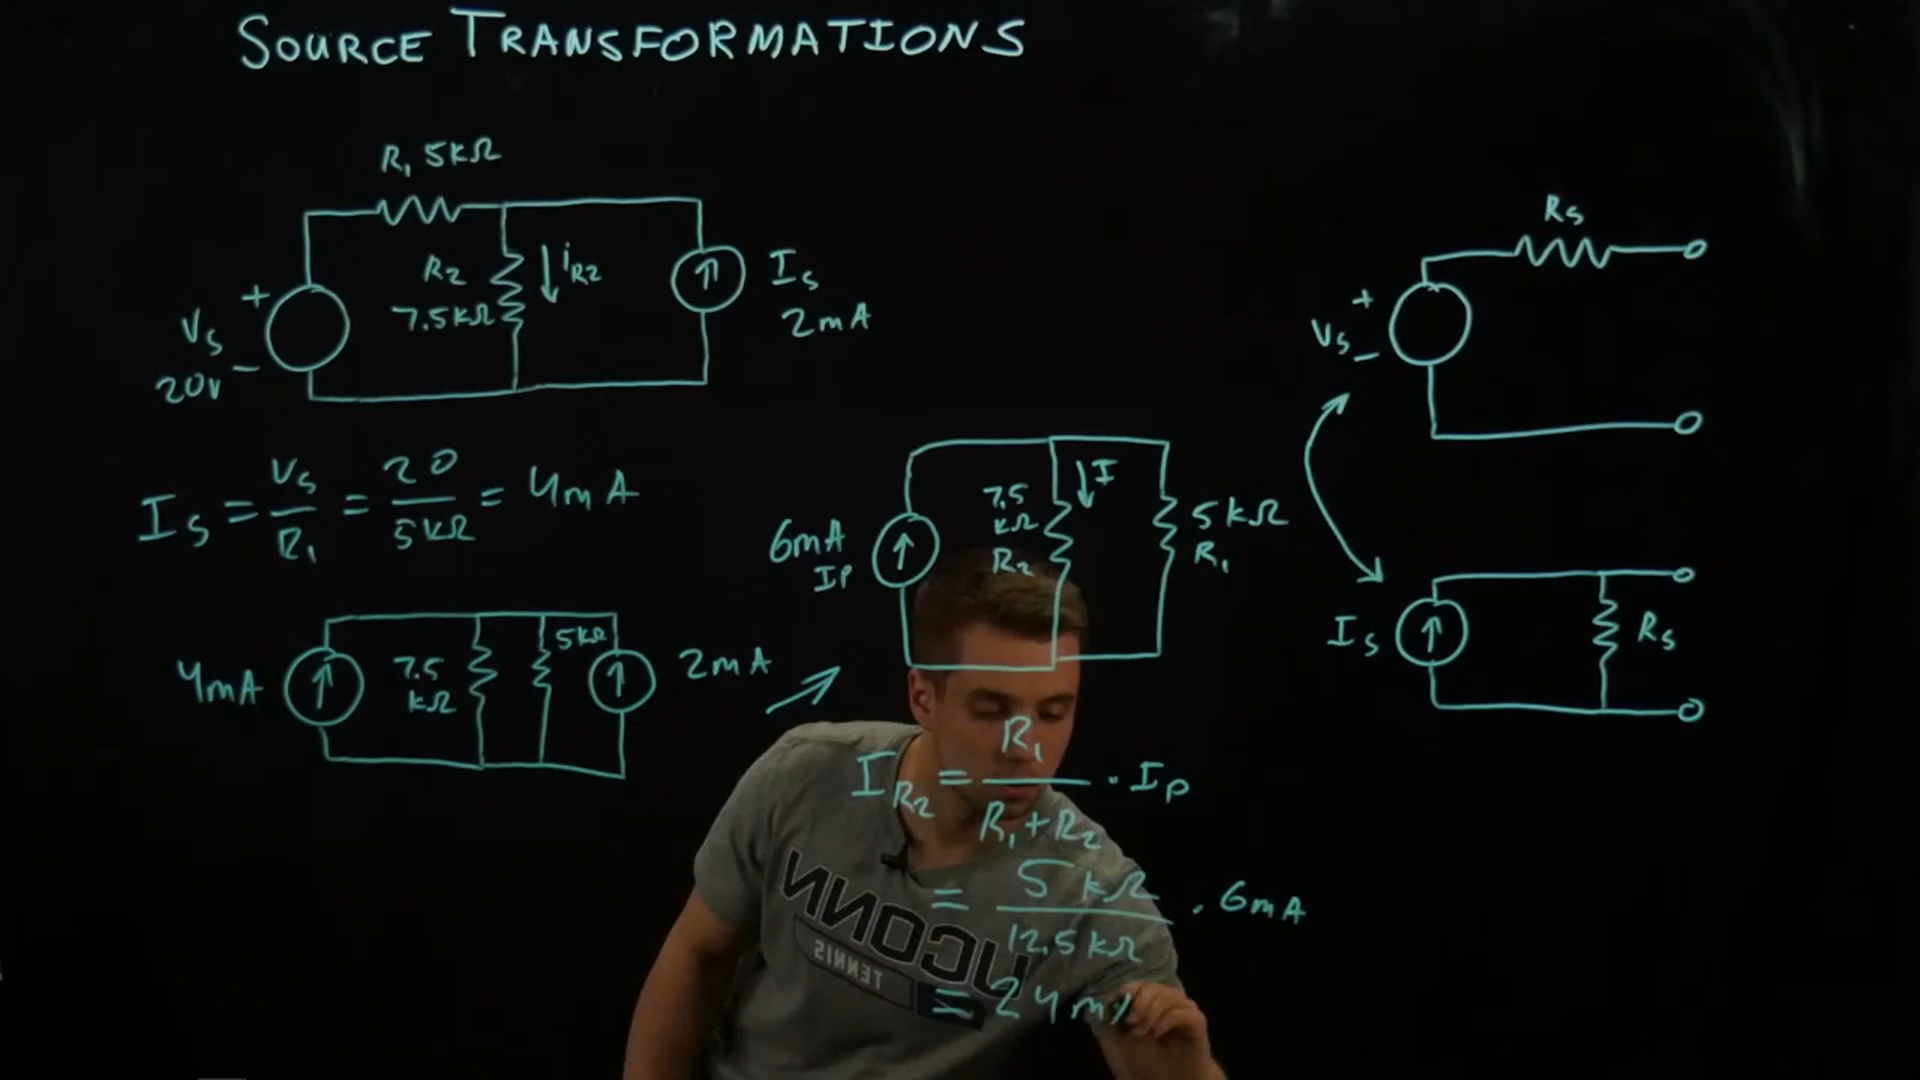 SOURCE TRANSFORMATIONS
R1 5kΩ
R2
7.5kΩ
iR2
+
Vs
-
20v
Is
2mA
Is = Vs/R1 = 20/5kΩ = 4mA
4mA
7.5
kΩ
5kΩ
2mA
6mA
IP
7.5
kΩ
R2
I
5kΩ
R1
IR2 = R1/(R1+R2) · IP
= 5kΩ/12.5kΩ · 6mA
= 2.4m
UCONN
TENNIS
Rs
+
Vs
-
Is
Rs